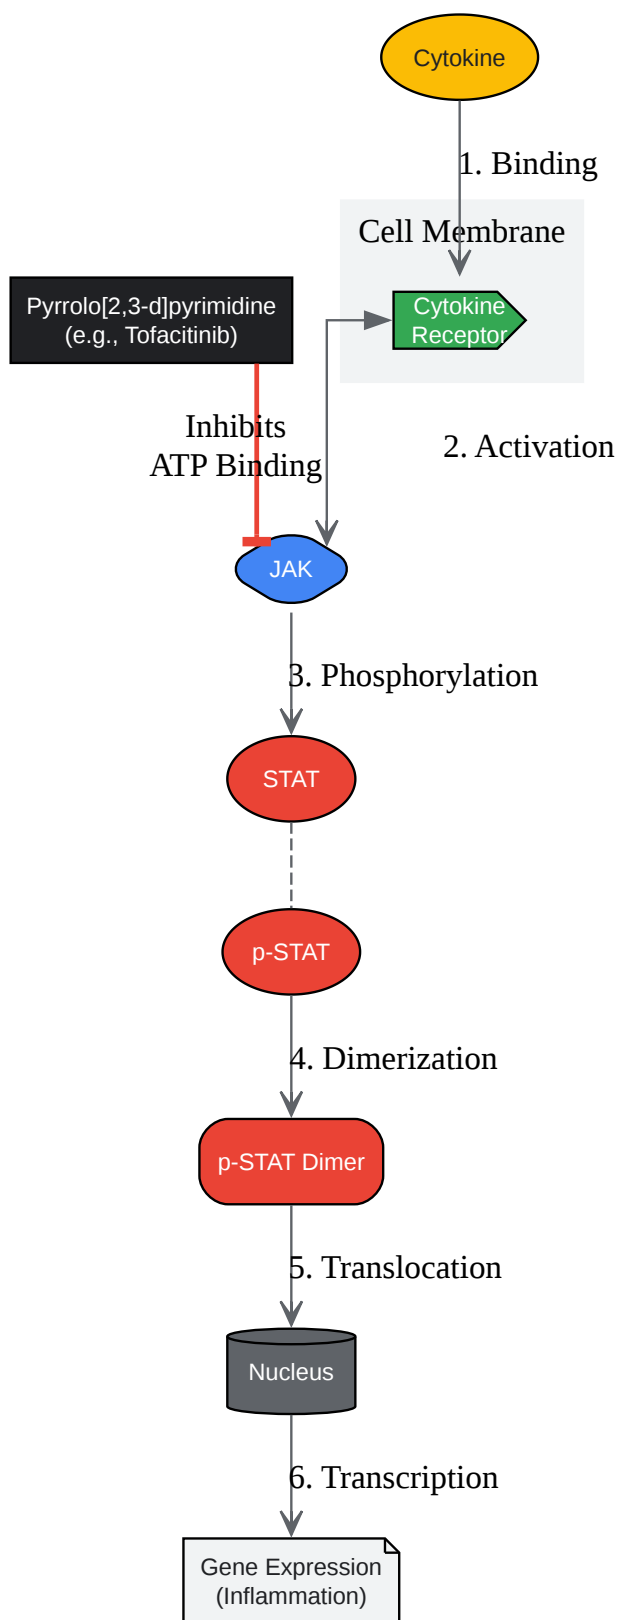 Cytokine
1. Binding
Cell Membrane
Pyrrolo[2,3-d]pyrimidine
(e.g., Tofacitinib)
Cytokine
Receptor
Inhibits
ATP Binding
2. Activation
JAK
3. Phosphorylation
STAT
p-STAT
4. Dimerization
p-STAT Dimer
5. Translocation
Nucleus
6. Transcription
Gene Expression
(Inflammation)